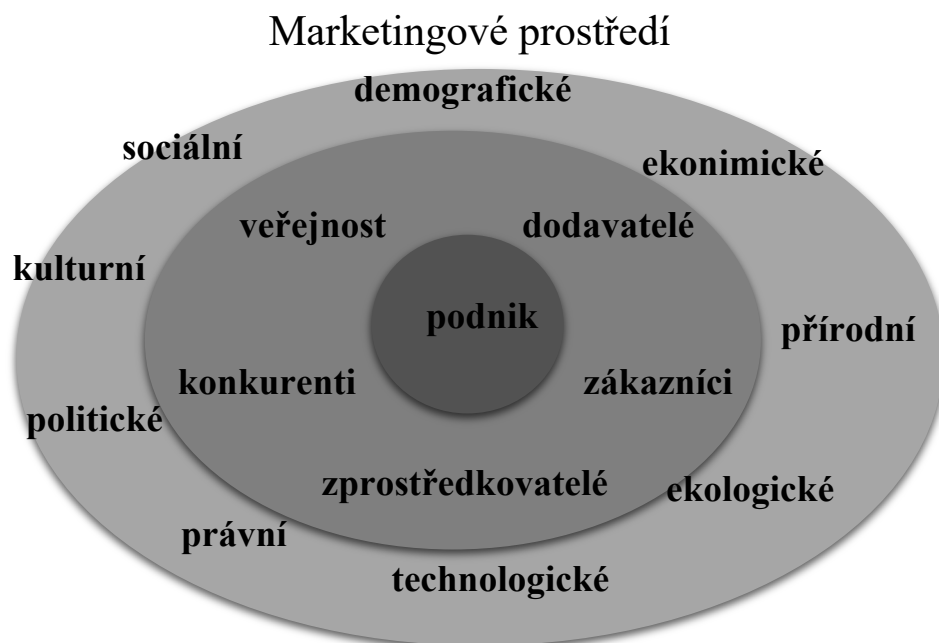 Marketingové prostředí
demografické
sociální
ekonimické
veřejnost
dodavatelé
kulturní
podnik
přírodní
konkurenti
zákazníci
politické
zprostředkovatelé
ekologické
právní
technologické